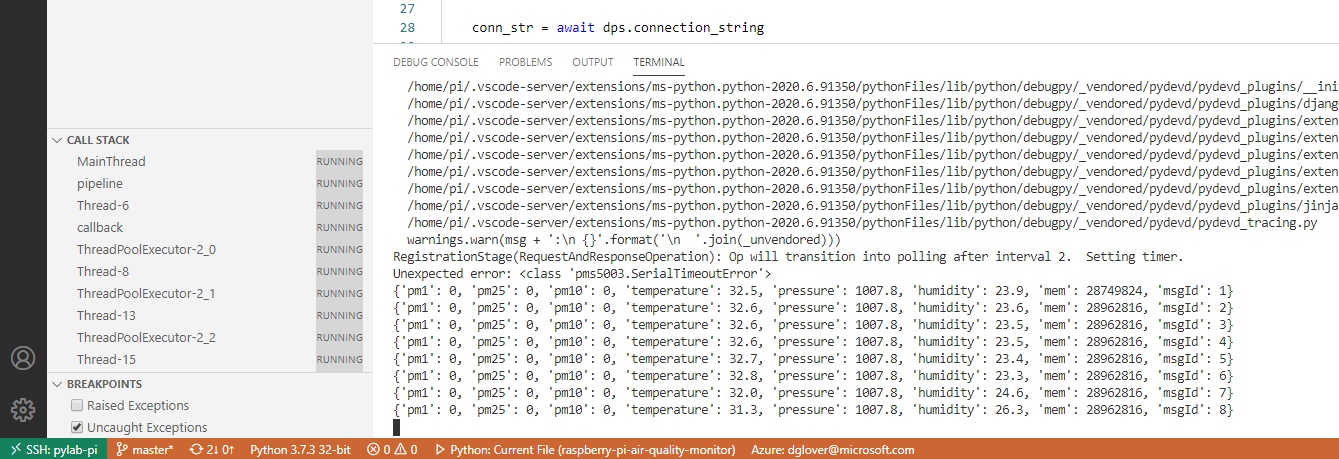 27
28 conn_str = await dps.connection_string
DEBUG CONSOLE PROBLEMS OUTPUT TERMINAL
/home/pi/.vscode-server/extensions/ms-python.python-2020.6.91350/pythonFiles/lib/python/debugpy/_vendored/pydevd/pydevd_plugins/__ini
/home/pi/.vscode-server/extensions/ms-python.python-2020.6.91350/pythonFiles/lib/python/debugpy/_vendored/pydevd/pydevd_plugins/djang
/home/pi/.vscode-server/extensions/ms-python.python-2020.6.91350/pythonFiles/lib/python/debugpy/_vendored/pydevd/pydevd_plugins/exten
/home/pi/.vscode-server/extensions/ms-python.python-2020.6.91350/pythonFiles/lib/python/debugpy/_vendored/pydevd/pydevd_plugins/exten
/home/pi/.vscode-server/extensions/ms-python.python-2020.6.91350/pythonFiles/lib/python/debugpy/_vendored/pydevd/pydevd_plugins/exten
/home/pi/.vscode-server/extensions/ms-python.python-2020.6.91350/pythonFiles/lib/python/debugpy/_vendored/pydevd/pydevd_plugins/exten
/home/pi/.vscode-server/extensions/ms-python.python-2020.6.91350/pythonFiles/lib/python/debugpy/_vendored/pydevd/pydevd_plugins/exten
/home/pi/.vscode-server/extensions/ms-python.python-2020.6.91350/pythonFiles/lib/python/debugpy/_vendored/pydevd/pydevd_plugins/jinja
/home/pi/.vscode-server/extensions/ms-python.python-2020.6.91350/pythonFiles/lib/python/debugpy/_vendored/pydevd/pydevd_tracing.py
warnings.warn(msg + ':\n {}'.format('\n  '.join(_unvendored)))
RegistrationStage(RequestAndResponseOperation): Op will transition into polling after interval 2.  Setting timer.
Unexpected error: <class 'pms5003.SerialTimeoutError'>
{'pm1': 0, 'pm25': 0, 'pm10': 0, 'temperature': 32.5, 'pressure': 1007.8, 'humidity': 23.9, 'mem': 28749824, 'msgId': 1}
{'pm1': 0, 'pm25': 0, 'pm10': 0, 'temperature': 32.6, 'pressure': 1007.8, 'humidity': 23.6, 'mem': 28962816, 'msgId': 2}
{'pm1': 0, 'pm25': 0, 'pm10': 0, 'temperature': 32.6, 'pressure': 1007.8, 'humidity': 23.5, 'mem': 28962816, 'msgId': 3}
{'pm1': 0, 'pm25': 0, 'pm10': 0, 'temperature': 32.6, 'pressure': 1007.8, 'humidity': 23.5, 'mem': 28962816, 'msgId': 4}
{'pm1': 0, 'pm25': 0, 'pm10': 0, 'temperature': 32.7, 'pressure': 1007.8, 'humidity': 23.4, 'mem': 28962816, 'msgId': 5}
{'pm1': 0, 'pm25': 0, 'pm10': 0, 'temperature': 32.8, 'pressure': 1007.8, 'humidity': 23.3, 'mem': 28962816, 'msgId': 6}
{'pm1': 0, 'pm25': 0, 'pm10': 0, 'temperature': 32.0, 'pressure': 1007.8, 'humidity': 24.6, 'mem': 28962816, 'msgId': 7}
{'pm1': 0, 'pm25': 0, 'pm10': 0, 'temperature': 31.3, 'pressure': 1007.8, 'humidity': 26.3, 'mem': 28962816, 'msgId': 8}
CALL STACK
MainThread RUNNING
pipeline RUNNING
Thread-6 RUNNING
callback RUNNING
ThreadPoolExecutor-2_0 RUNNING
Thread-8 RUNNING
ThreadPoolExecutor-2_1 RUNNING
Thread-13 RUNNING
ThreadPoolExecutor-2_2 RUNNING
Thread-15 RUNNING
BREAKPOINTS
Raised Exceptions
Uncaught Exceptions
SSH: pylab-pi master* 2↓ 0↑ Python 3.7.3 32-bit 0 0 Python: Current File (raspberry-pi-air-quality-monitor) Azure: dglover@microsoft.com